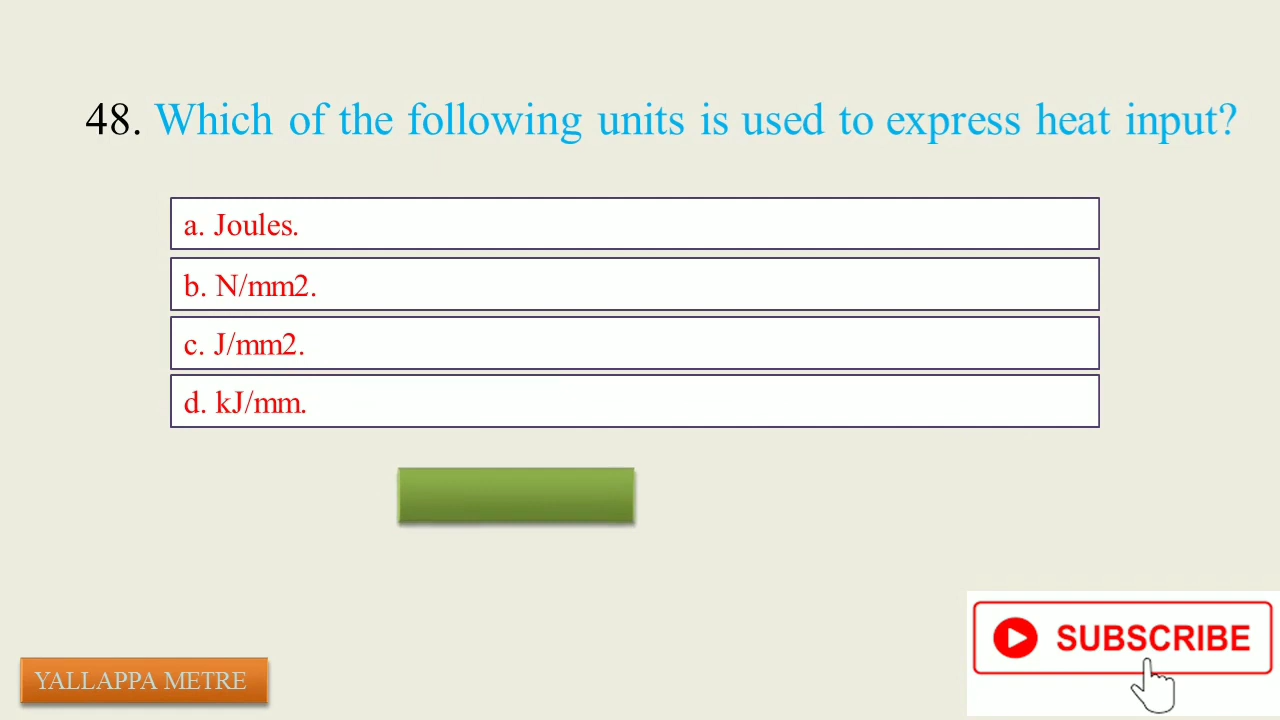 48. Which of the following units is used to express heat input?
a. Joules.
b. N/mm2.
c. J/mm2.
d. kJ/mm.
SUBSCRIBE
YALLAPPA METRE